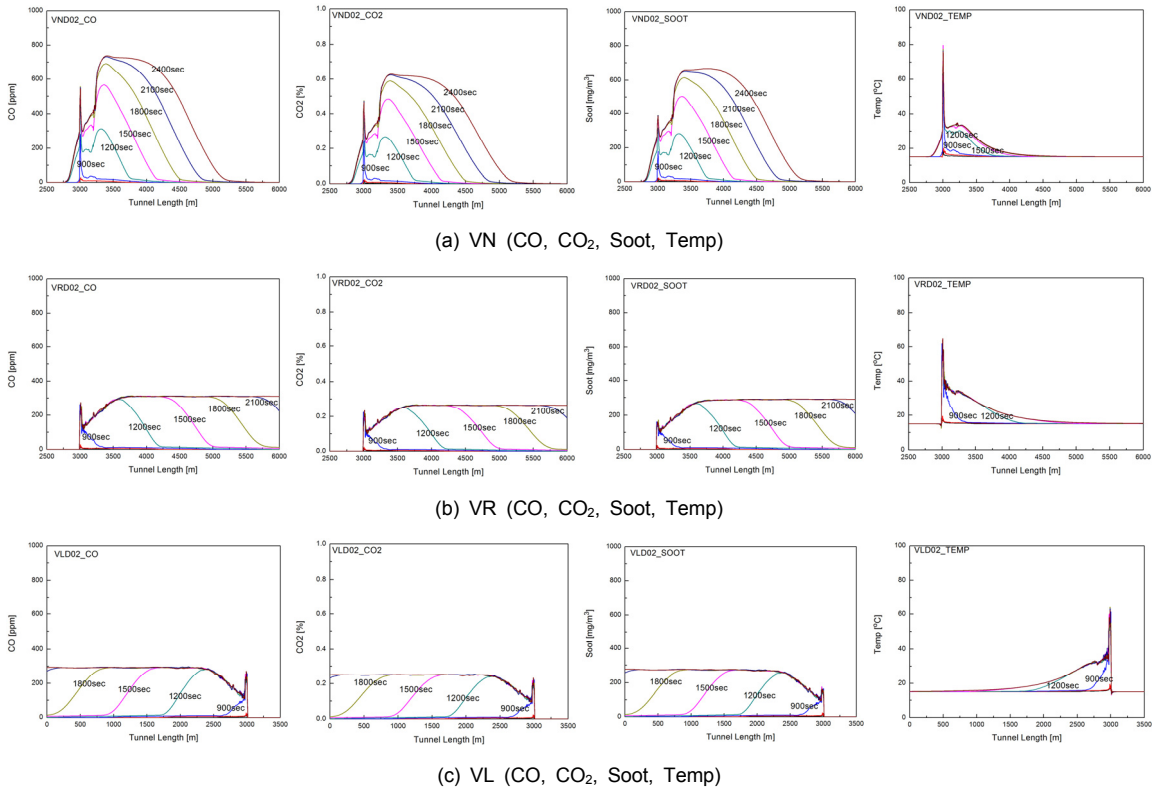 VND02_CO
CO [ppm]
1000
800
600
400
200
0
2400sec
2100sec
1800sec
1500sec
1200sec
900sec
2500 3000 3500 4000 4500 5000 5500 6000
Tunnel Length [m]
VND02_CO2
CO2 [%]
1.0
0.8
0.6
0.4
0.2
0.0
2400sec
2100sec
1800sec
1500sec
1200sec
900sec
2500 3000 3500 4000 4500 5000 5500 6000
Tunnel Length [m]
VND02_SOOT
Soot [mg/m³]
1000
800
600
400
200
0
2400sec
2100sec
1800sec
1500sec
1200sec
900sec
2500 3000 3500 4000 4500 5000 5500 6000
Tunnel Length [m]
VND02_TEMP
Temp [°C]
100
80
60
40
20
0
1200sec
900sec
1500sec
2500 3000 3500 4000 4500 5000 5500 6000
Tunnel Length [m]
(a) VN (CO, CO₂, Soot, Temp)
VRD02_CO
CO [ppm]
1000
800
600
400
200
0
900sec
1200sec
1500sec
1800sec
2100sec
2500 3000 3500 4000 4500 5000 5500 6000
Tunnel Length [m]
VRD02_CO2
CO2 [%]
1.0
0.8
0.6
0.4
0.2
0.0
900sec
1200sec
1500sec
1800sec
2100sec
2500 3000 3500 4000 4500 5000 5500 6000
Tunnel Length [m]
VRD02_SOOT
Soot [mg/m³]
1000
800
600
400
200
0
900sec
1200sec
1500sec
1800sec
2100sec
2500 3000 3500 4000 4500 5000 5500 6000
Tunnel Length [m]
VRD02_TEMP
Temp [°C]
100
80
60
40
20
0
900sec
1200sec
2500 3000 3500 4000 4500 5000 5500 6000
Tunnel Length [m]
(b) VR (CO, CO₂, Soot, Temp)
VLD02_CO
CO [ppm]
1000
800
600
400
200
0
1800sec
1500sec
1200sec
900sec
0 500 1000 1500 2000 2500 3000 3500
Tunnel Length [m]
VLD02_CO2
CO2 [%]
1.0
0.8
0.6
0.4
0.2
0.0
1800sec
1500sec
1200sec
900sec
0 500 1000 1500 2000 2500 3000 3500
Tunnel Length [m]
VLD02_SOOT
Soot [mg/m³]
1000
800
600
400
200
0
1800sec
1500sec
1200sec
900sec
0 500 1000 1500 2000 2500 3000 3500
Tunnel Length [m]
VLD02_TEMP
Temp [°C]
100
80
60
40
20
0
1200sec
900sec
0 500 1000 1500 2000 2500 3000 3500
Tunnel Length [m]
(c) VL (CO, CO₂, Soot, Temp)